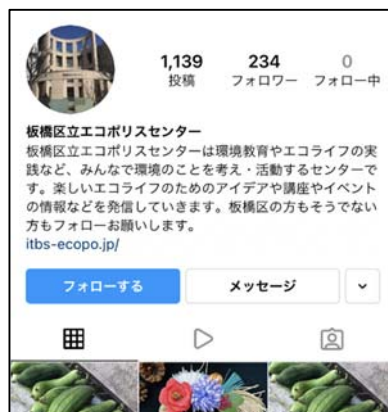 1,139 234 0
投稿 フォロワー フォロー中
板橋区立エコポリスセンター
板橋区立エコポリスセンターは環境教育やエコライフの実
践など、みんなで環境のことを考え・活動するセンターで
す。楽しいエコライフのためのアイデアや講座やイベント
の情報などを発信していきます。板橋区の方もそうでない
方もフォローお願いします。
itbs-ecopo.jp/
フォローする メッセージ